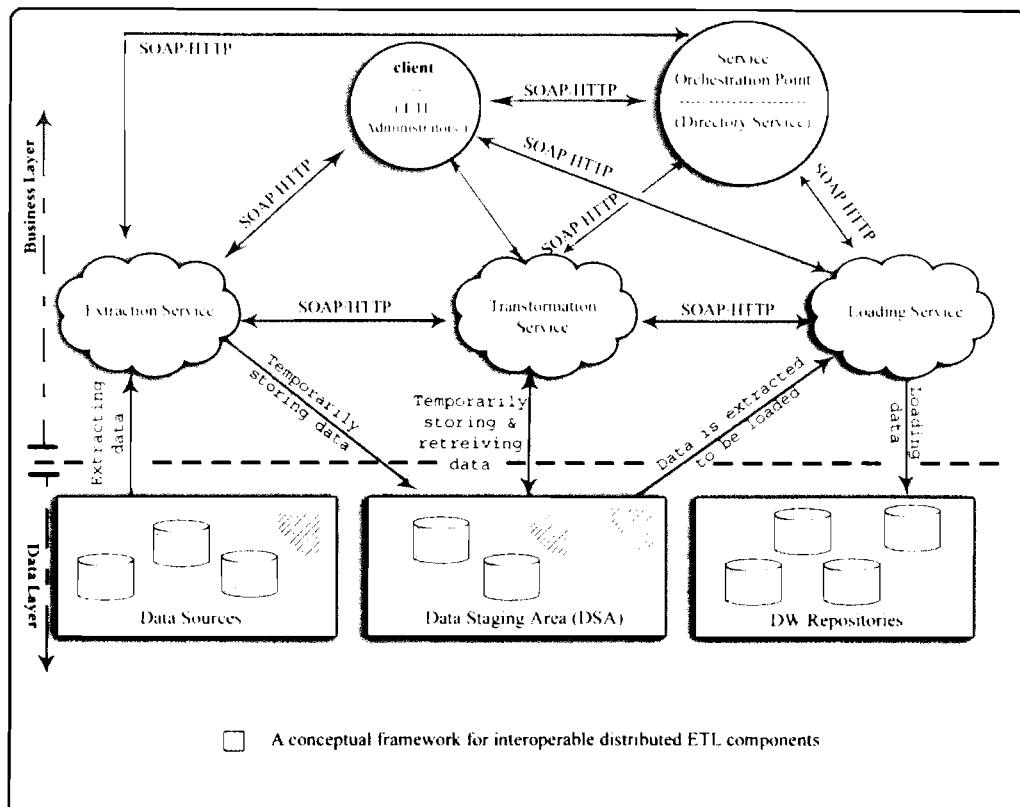 SOAP-HTTP
client
Administrators )
Service
Orchestration Point
(Directory Service)
SOAP-HTTP
SOAP HTTP
SOAP HTTP
SOAP HTTP
SOAP HTTP
Business Layer
Extraction Service
SOAP-HTTP
Transformation
Service
SOAP-HTTP
Loading Service
Extracting
data
Temporarily
storing data
Temporarily
storing &
retreiving
data
Data is extracted
to be loaded
Loading
data
Data Layer
Data Sources
Data Staging Area (DSA)
DW Repositories
A conceptual framework for interoperable distributed ETL components